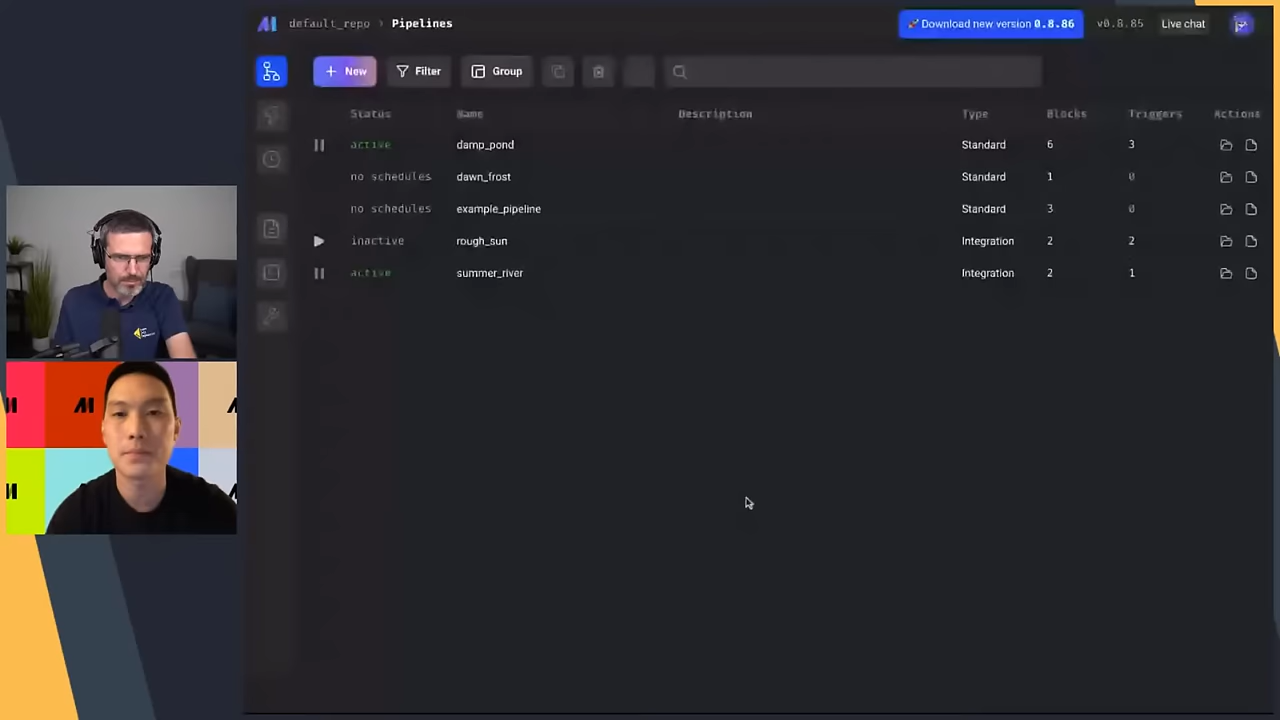 default_repo › Pipelines
Download new version 0.8.86
v0.8.85
Live chat
+ New
Filter
Group
Status Name Description Type Blocks Triggers Actions
active damp_pond Standard 6 3
no schedules dawn_frost Standard 1 0
no schedules example_pipeline Standard 3 0
inactive rough_sun Integration 2 2
active summer_river Integration 2 1